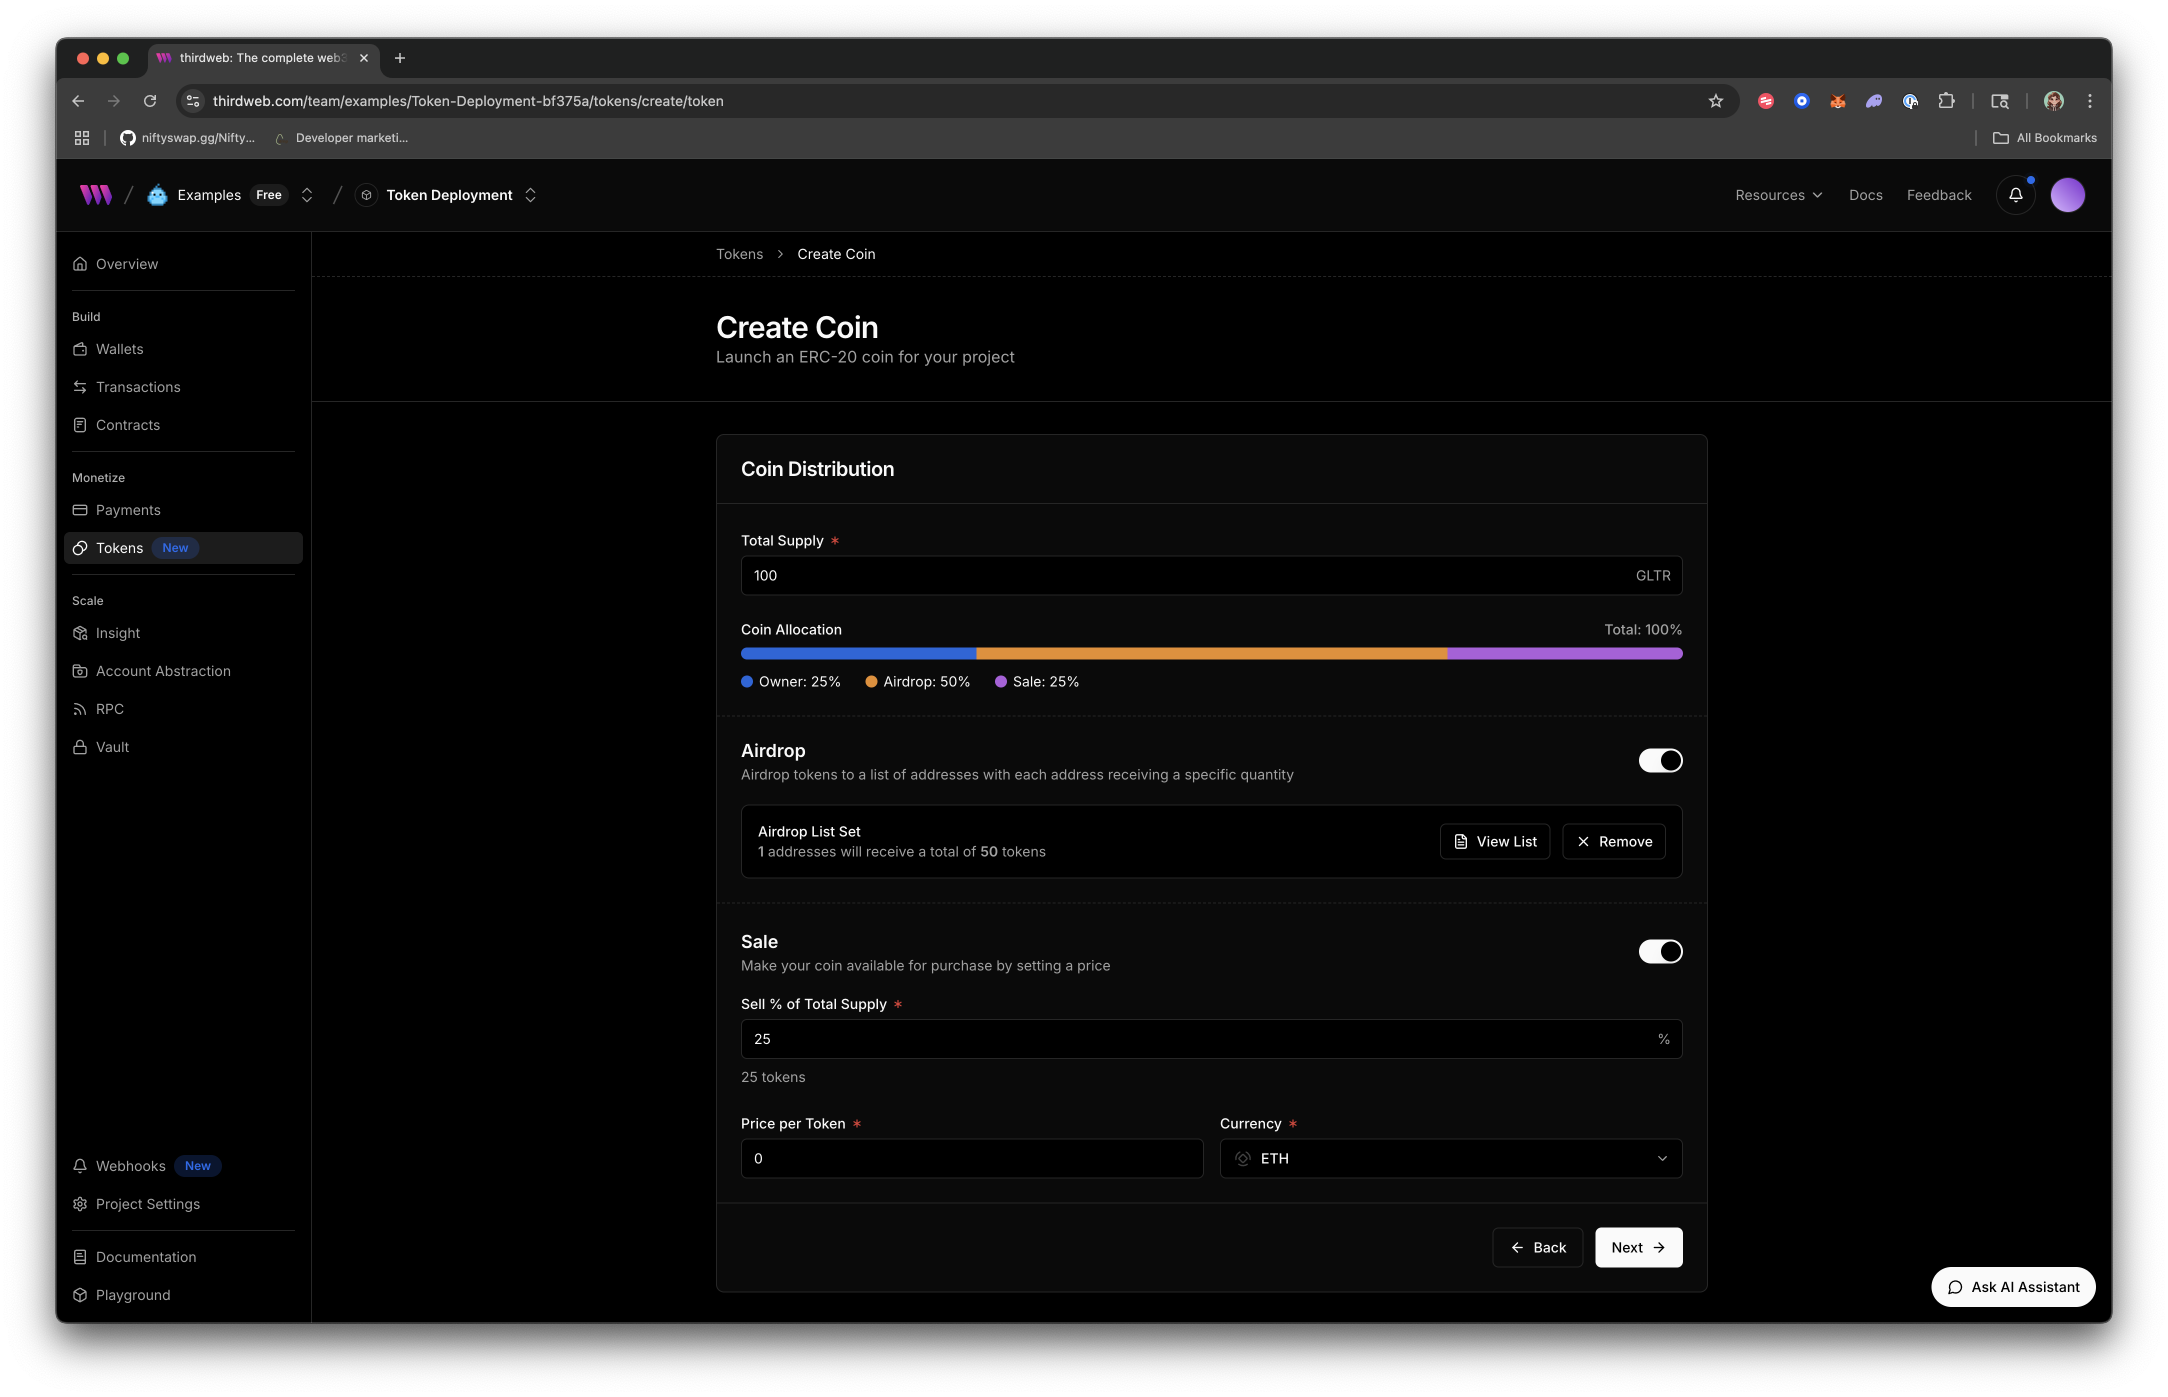 thirdweb: The complete web3
thirdweb.com/team/examples/Token-Deployment-bf375a/tokens/create/token
niftyswap.gg/Nifty...
Developer marketi...
All Bookmarks
Examples
Free
Token Deployment
Resources
Docs
Feedback
Overview
Build
Wallets
Transactions
Contracts
Monetize
Payments
Tokens
New
Scale
Insight
Account Abstraction
RPC
Vault
Webhooks
New
Project Settings
Documentation
Playground
Tokens > Create Coin
Create Coin
Launch an ERC-20 coin for your project
Coin Distribution
Total Supply *
100
GLTR
Coin Allocation
Total: 100%
Owner: 25%
Airdrop: 50%
Sale: 25%
Airdrop
Airdrop tokens to a list of addresses with each address receiving a specific quantity
Airdrop List Set
1 addresses will receive a total of 50 tokens
View List
Remove
Sale
Make your coin available for purchase by setting a price
Sell % of Total Supply *
25
%
25 tokens
Price per Token *
0
Currency *
ETH
Back
Next
Ask AI Assistant